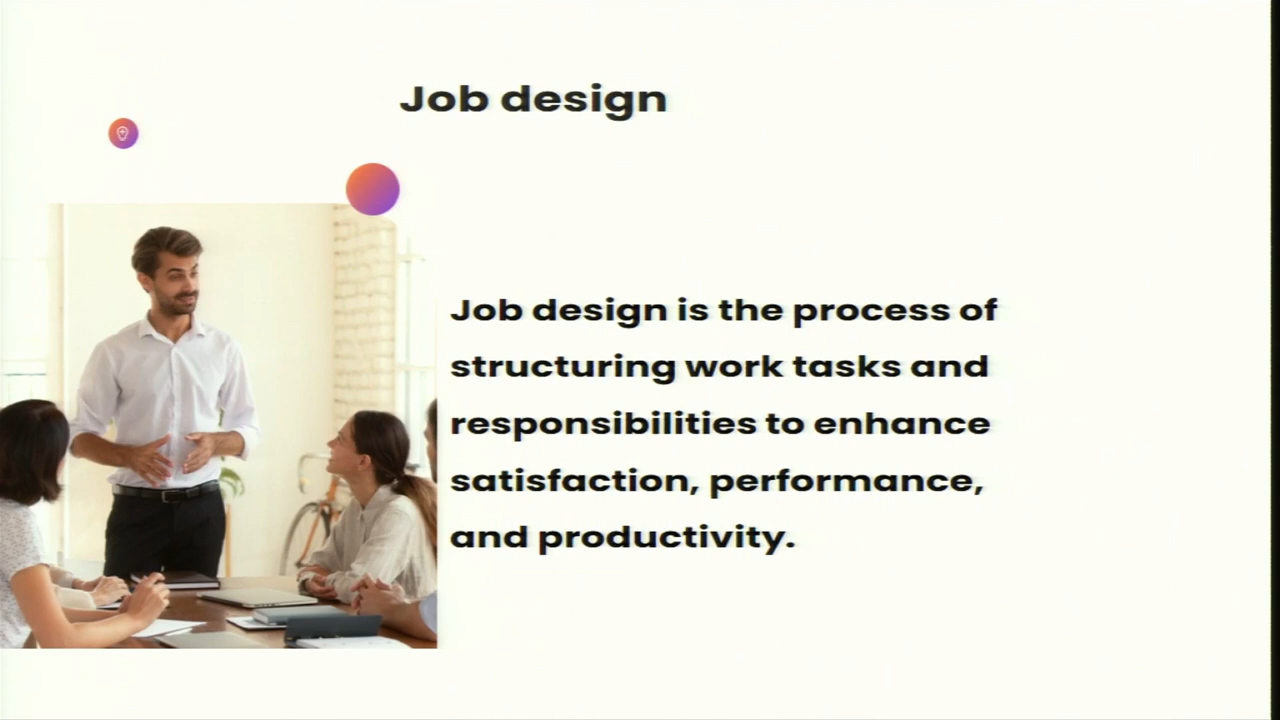 Job design
Job design is the process of
structuring work tasks and
responsibilities to enhance
satisfaction, performance,
and productivity.